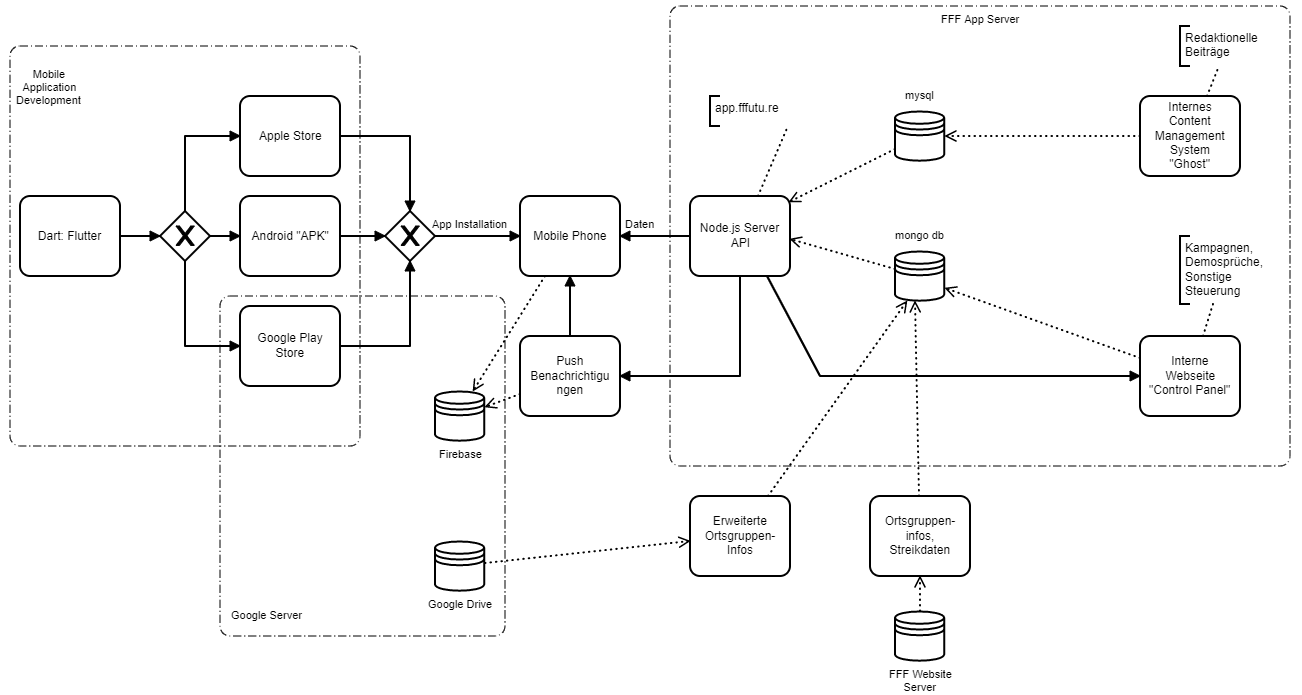 FFF App Server
Redaktionelle
Beiträge
Mobile
Application
Development
app.fffutu.re
mysql
Apple Store
Internes
Content
Management
System
"Ghost"
Dart: Flutter
X
Android "APK"
X
App Installation
Mobile Phone
Daten
Node.js Server
API
mongo db
Kampagnen,
Demosprüche,
Sonstige
Steuerung
Google Play
Store
Push
Benachrichtigu
ngen
Interne
Webseite
"Control Panel"
Firebase
Erweiterte
Ortsgruppen-
Infos
Ortsgruppen-
infos,
Streikdaten
Google Drive
Google Server
FFF Website
Server